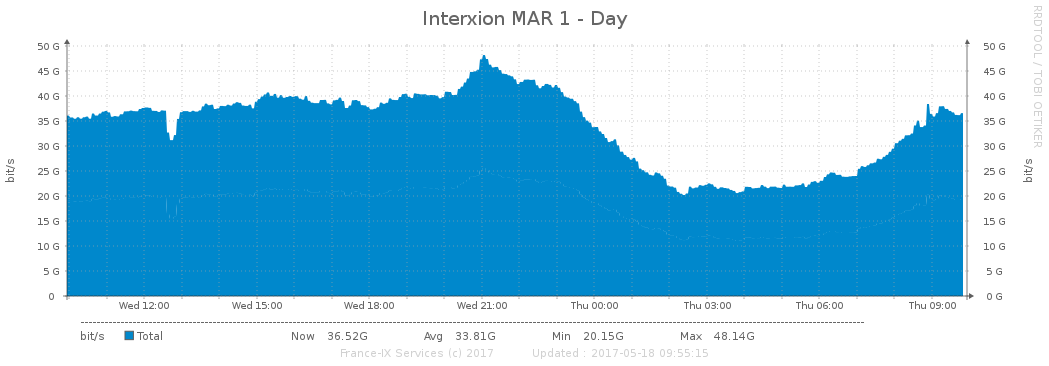 Interxion MAR 1 - Day
RRDTOOL / TOBI OETIKER
50 G 50 G
45 G 45 G
40 G 40 G
35 G 35 G
30 G 30 G
25 G 25 G
20 G 20 G
15 G 15 G
10 G 10 G
5 G 5 G
0 0 G
bit/s bit/s
Wed 12:00 Wed 15:00 Wed 18:00 Wed 21:00 Thu 00:00 Thu 03:00 Thu 06:00 Thu 09:00
bit/s Total Now 36.52G Avg 33.81G Min 20.15G Max 48.14G
France-IX Services (c) 2017 Updated : 2017-05-18 09:55:15